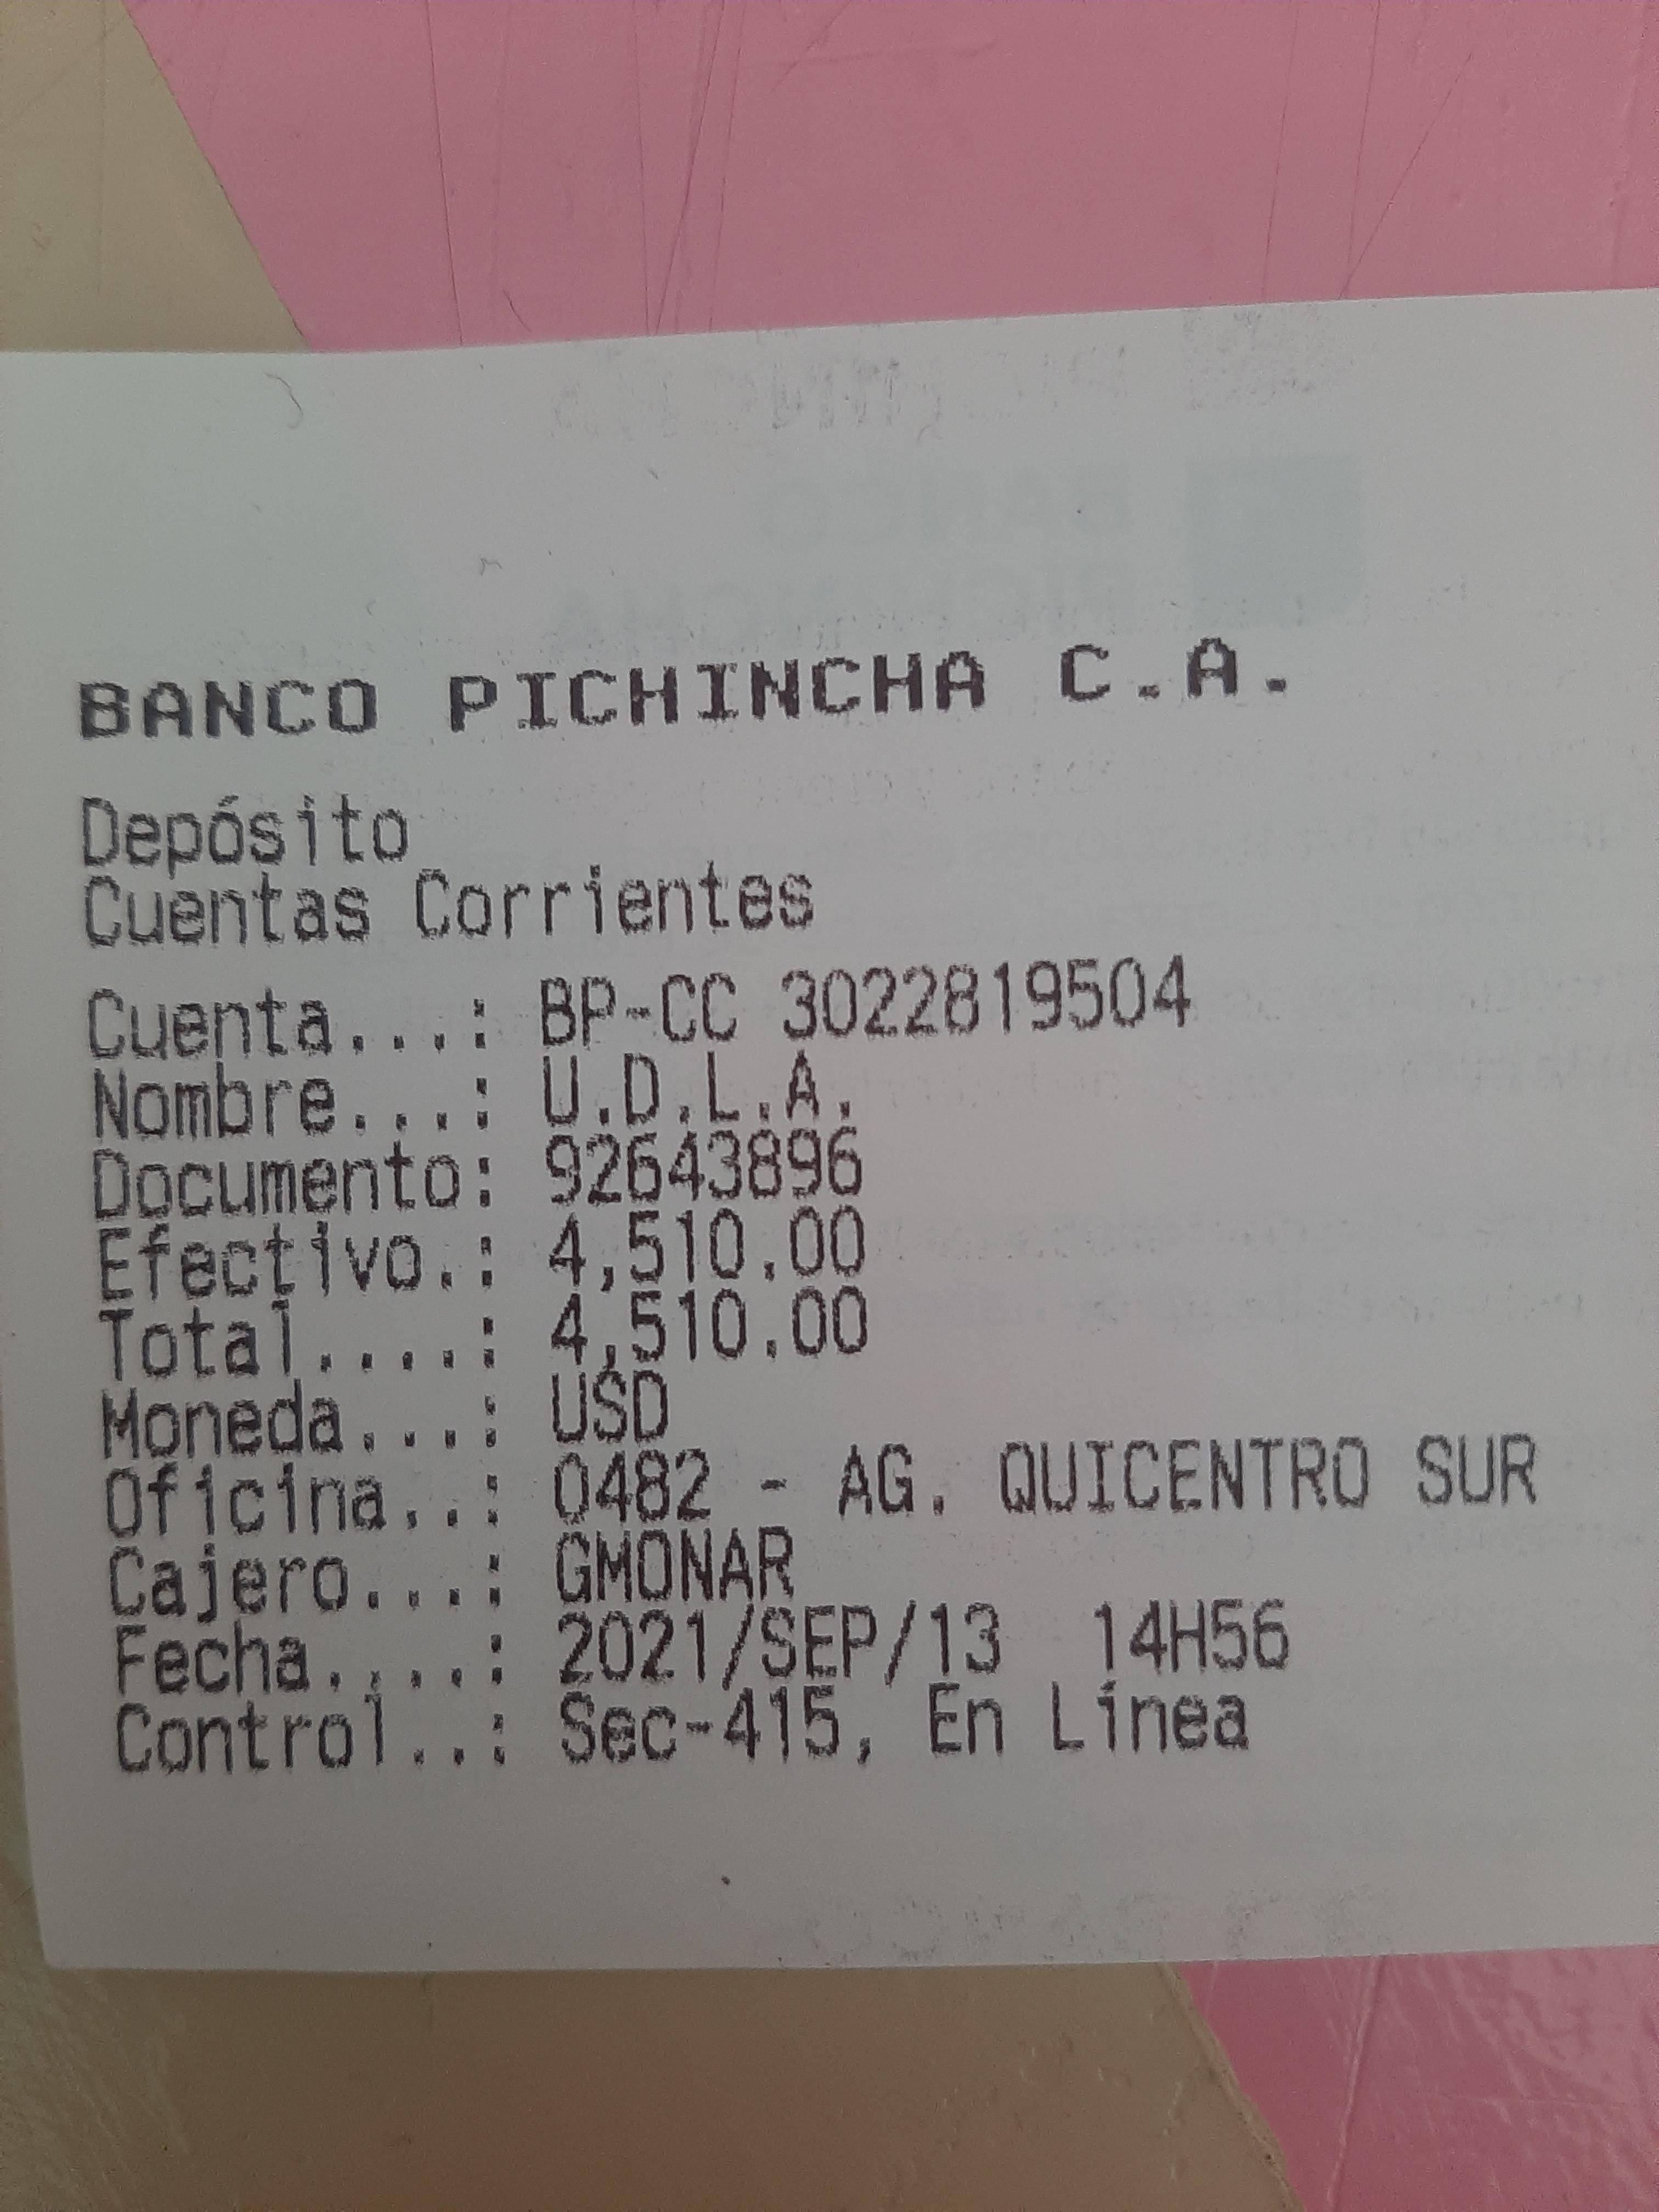 BANCO PICHINCHA C.A.
Depósito
Cuentas Corrientes
Cuenta...: BP-CC 3022819504
Nombre...: U.D.L.A.
Documento: 92643896
Efectivo.: 4,510.00
Total....: 4,510.00
Moneda...: USD
Oficina..: 0482 - AG. QUICENTRO SUR
Cajero...: GMONAR
Fecha....: 2021/SEP/13 14H56
Control..: Sec-415, En Línea